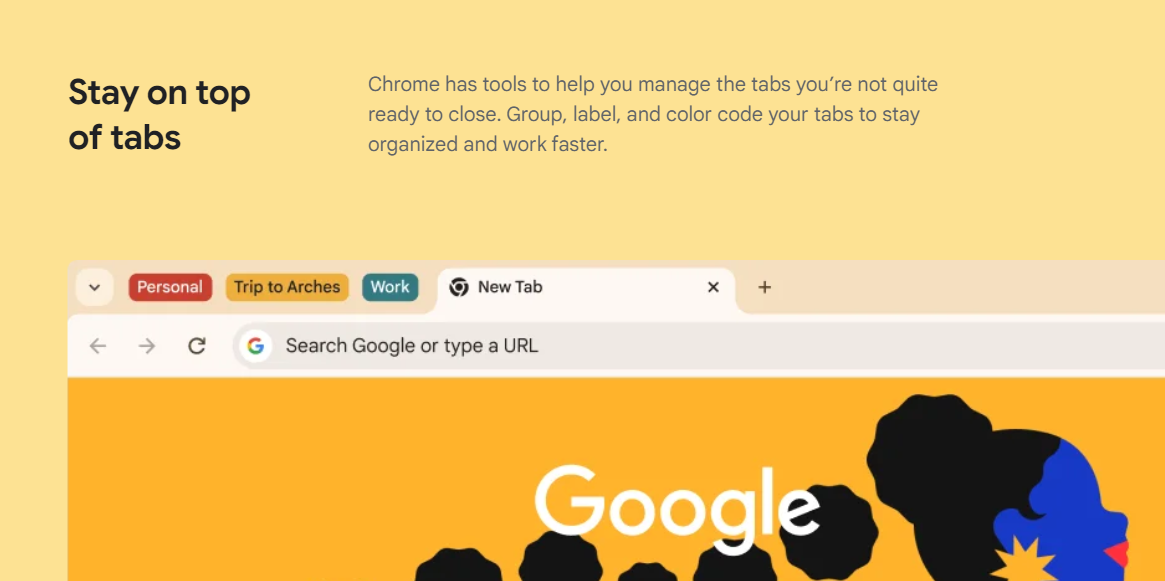 Stay on top
of tabs
Chrome has tools to help you manage the tabs you’re not quite
ready to close. Group, label, and color code your tabs to stay
organized and work faster.
Personal Trip to Arches Work New Tab
Search Google or type a URL
Google